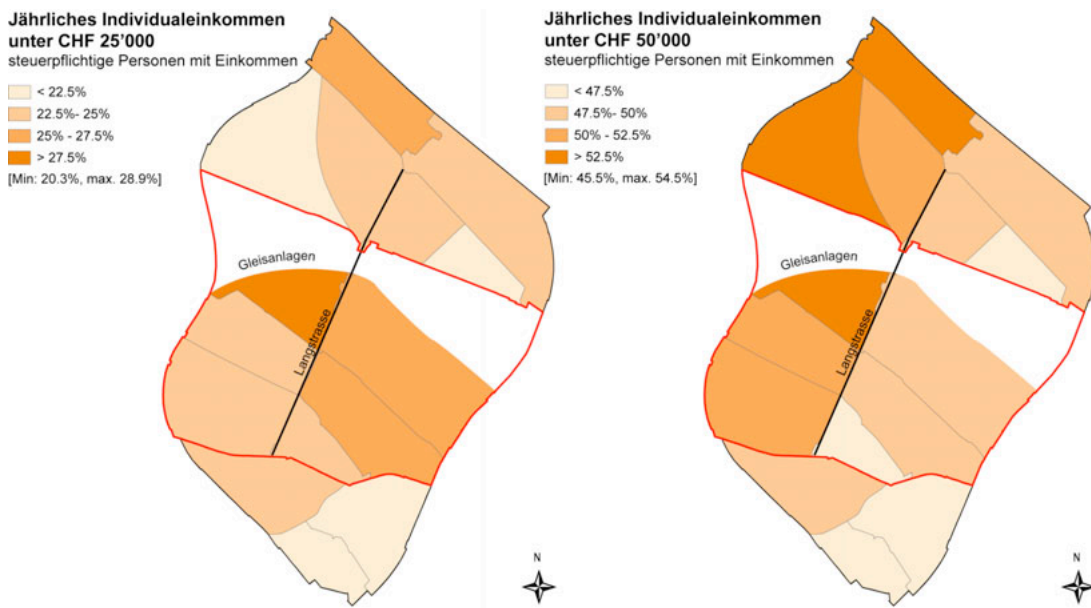 Jährliches Individualeinkommen
unter CHF 25’000
steuerpflichtige Personen mit Einkommen
< 22.5%
22.5%- 25%
25% - 27.5%
> 27.5%
[Min: 20.3%, max. 28.9%]
Gleisanlagen
Langstrasse
N
Jährliches Individualeinkommen
unter CHF 50’000
steuerpflichtige Personen mit Einkommen
< 47.5%
47.5%- 50%
50% - 52.5%
> 52.5%
[Min: 45.5%, max. 54.5%]
Gleisanlagen
Langstrasse
N